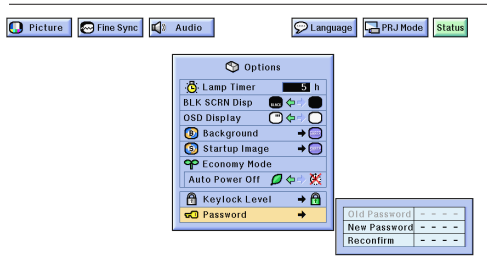 Picture Fine Sync Audio Language PRJ Mode Status
Options
Lamp Timer 5 h
BLK SCRN Disp
OSD Display
Background
Startup Image
Economy Mode
Auto Power Off
Keylock Level
Password
Old Password - - - -
New Password - - - -
Reconfirm - - - -